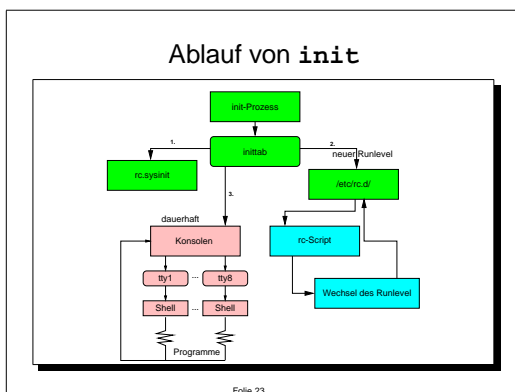 Ablauf von init
init-Prozess
1.
inittab
2.
neuer Runlevel
rc.sysinit
/etc/rc.d/
3.
dauerhaft
Konsolen
rc-Script
tty1 ... tty8
Wechsel des Runlevel
Shell ... Shell
Programme
Folie 23